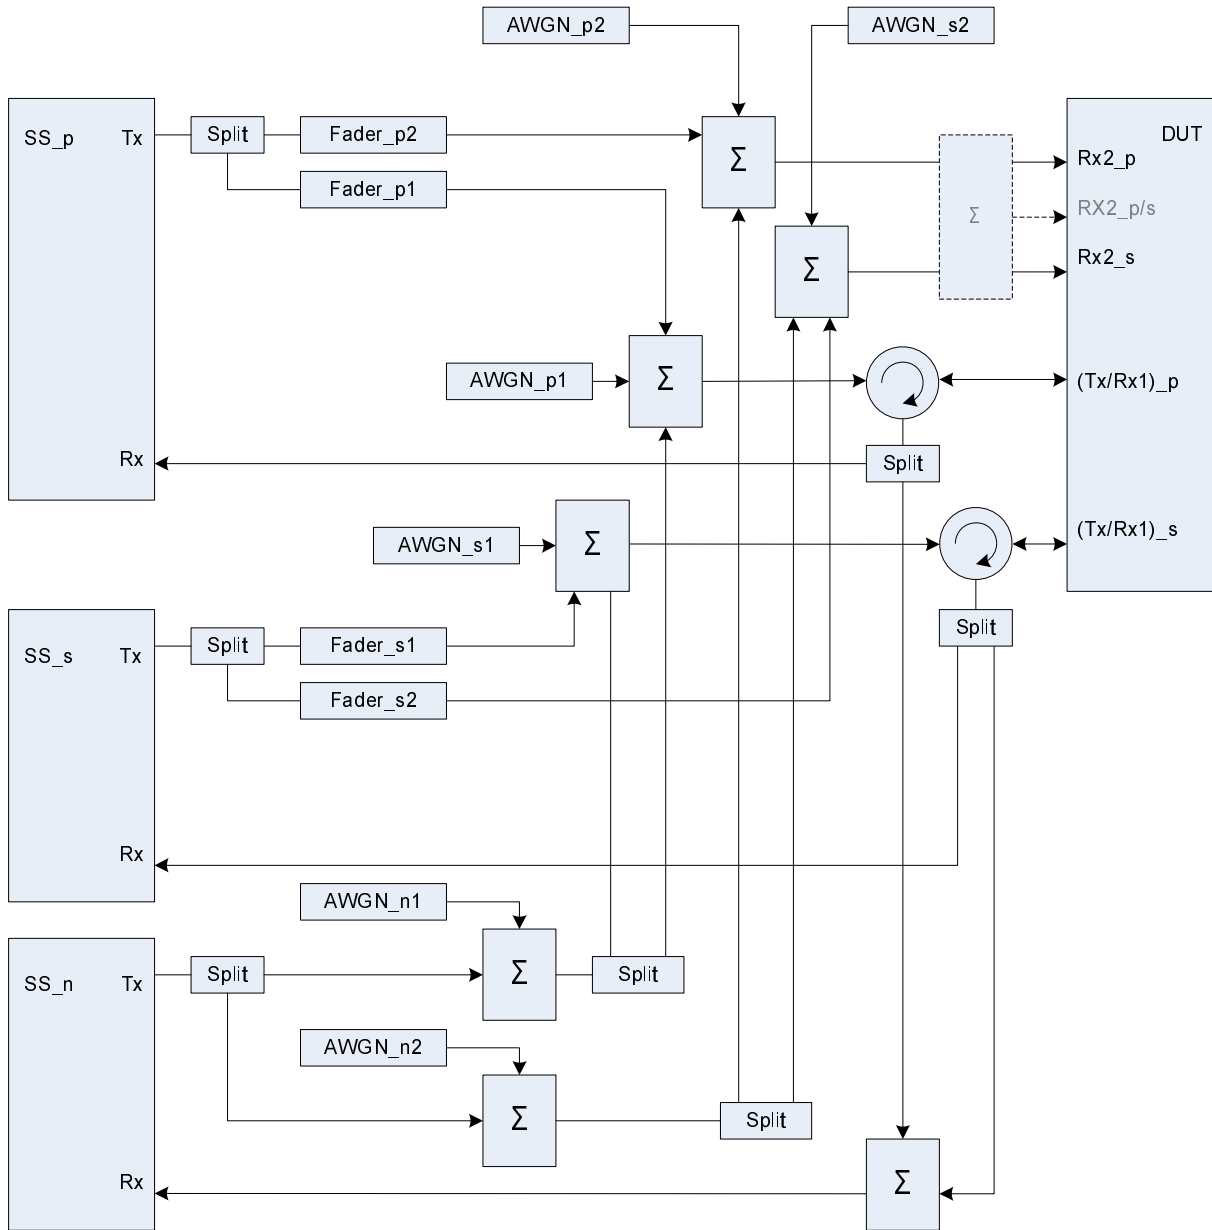 AWGN_p2
AWGN_s2
SS_p
Tx
Split
Fader_p2
Fader_p1
Σ
DUT
Rx2_p
Σ
RX2_p/s
Rx2_s
Σ
AWGN_p1
Σ
(Tx/Rx1)_p
Rx
Split
AWGN_s1
Σ
(Tx/Rx1)_s
Split
SS_s
Tx
Split
Fader_s1
Fader_s2
Rx
AWGN_n1
SS_n
Tx
Split
Σ
Split
AWGN_n2
Σ
Split
Rx
Σ